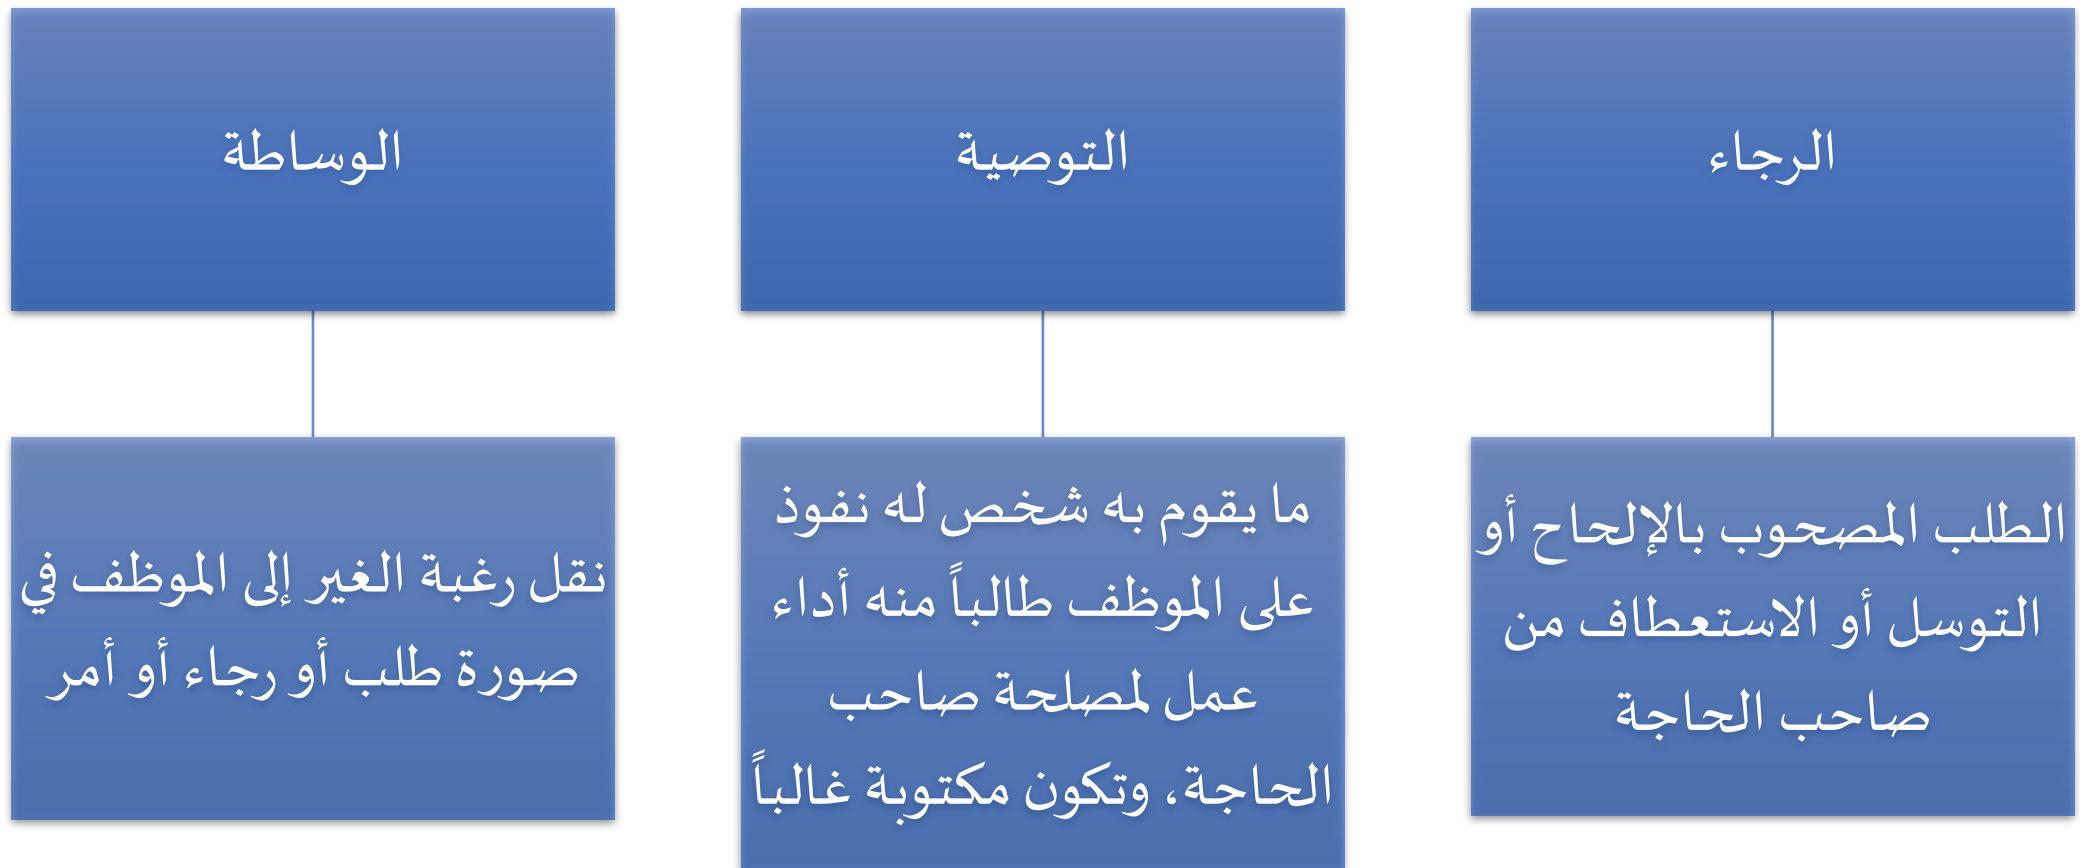 الرجاء
الطلب المصحوب بالإلحاح أو
التوسل أو الاستعطاف من
صاحب الحاجة
التوصية
ما يقوم به شخص له نفوذ
على الموظف طالباً منه أداء
عمل لمصلحة صاحب
الحاجة، وتكون مكتوبة غالباً
الوساطة
نقل رغبة الغير إلى الموظف في
صورة طلب أو رجاء أو أمر